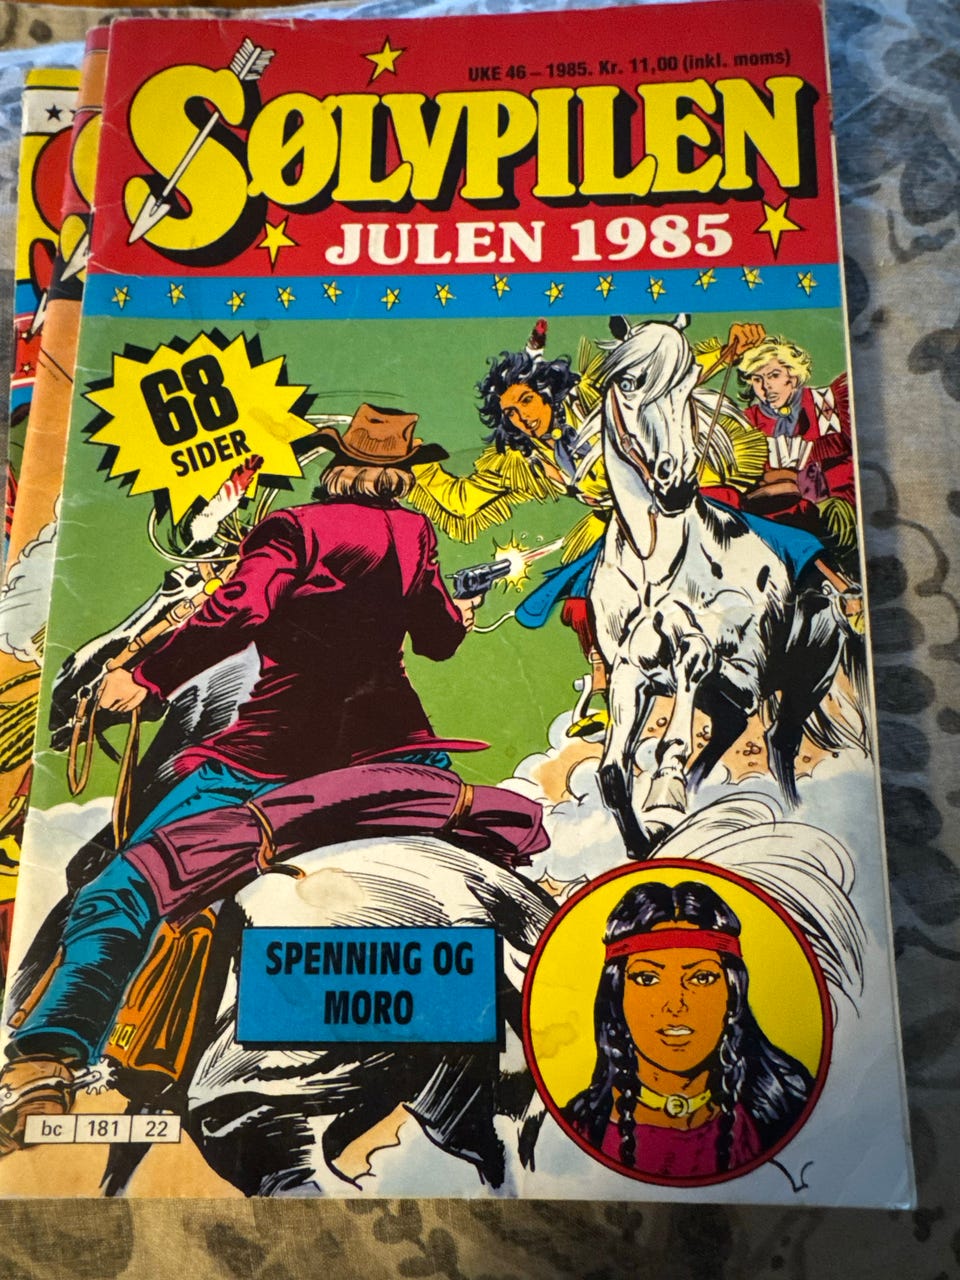 UKE 46 – 1985. Kr. 11,00 (inkl. moms)
SØLVPILEN
JULEN 1985
68
SIDER
SPENNING OG
MORO
bc 181 22